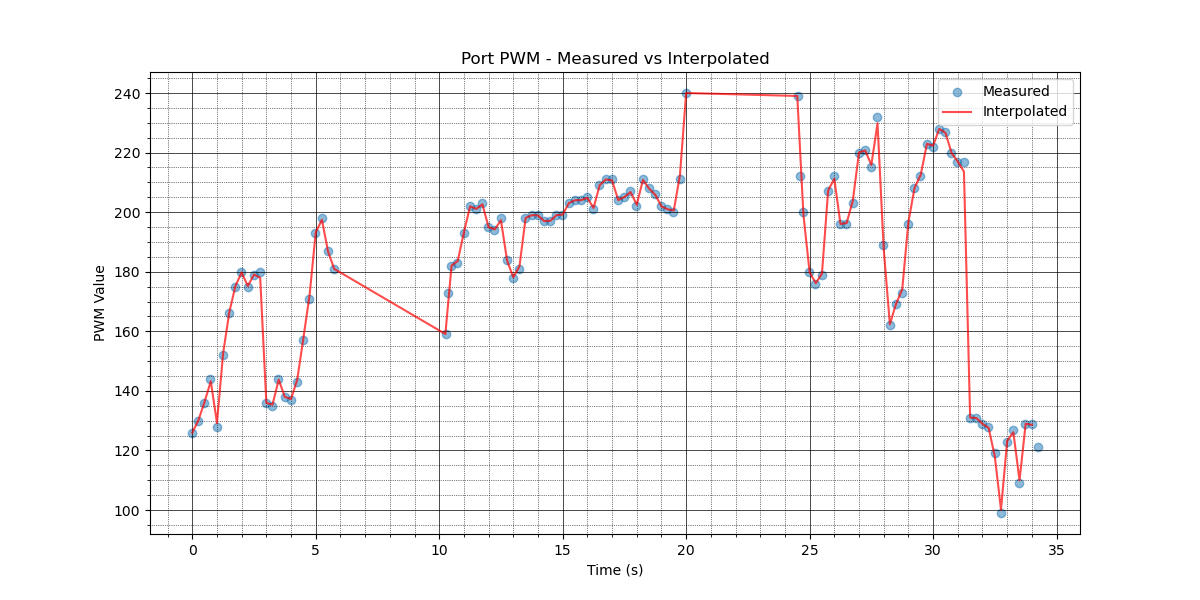 Port PWM - Measured vs Interpolated
Measured
Interpolated
PWM Value
240
220
200
180
160
140
120
100
0 5 10 15 20 25 30 35
Time (s)